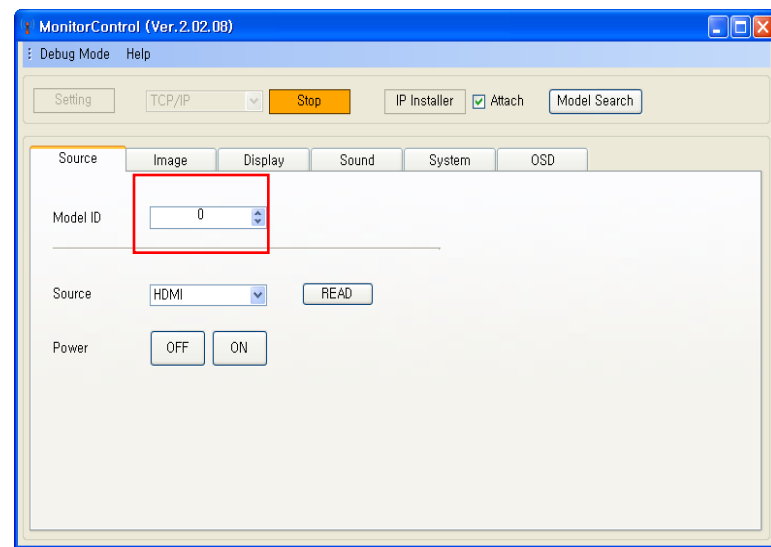 MonitorControl (Ver.2.02.08)
Debug Mode Help
Setting TCP/IP Stop IP Installer Attach Model Search
Source Image Display Sound System OSD
Model ID 0
Source HDMI READ
Power OFF ON